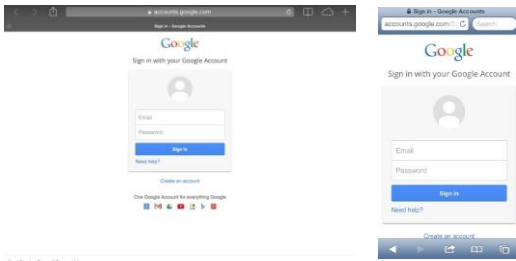 accounts.google.com
Sign in - Google Accounts
Google
Sign in with your Google Account
Email
Password
Sign in
Need help?
Create an account
One Google Account for everything Google
Sign in - Google Accounts
accounts.google.com
Search
Google
Sign in with your Google Account
Email
Password
Sign in
Need help?
Create an account